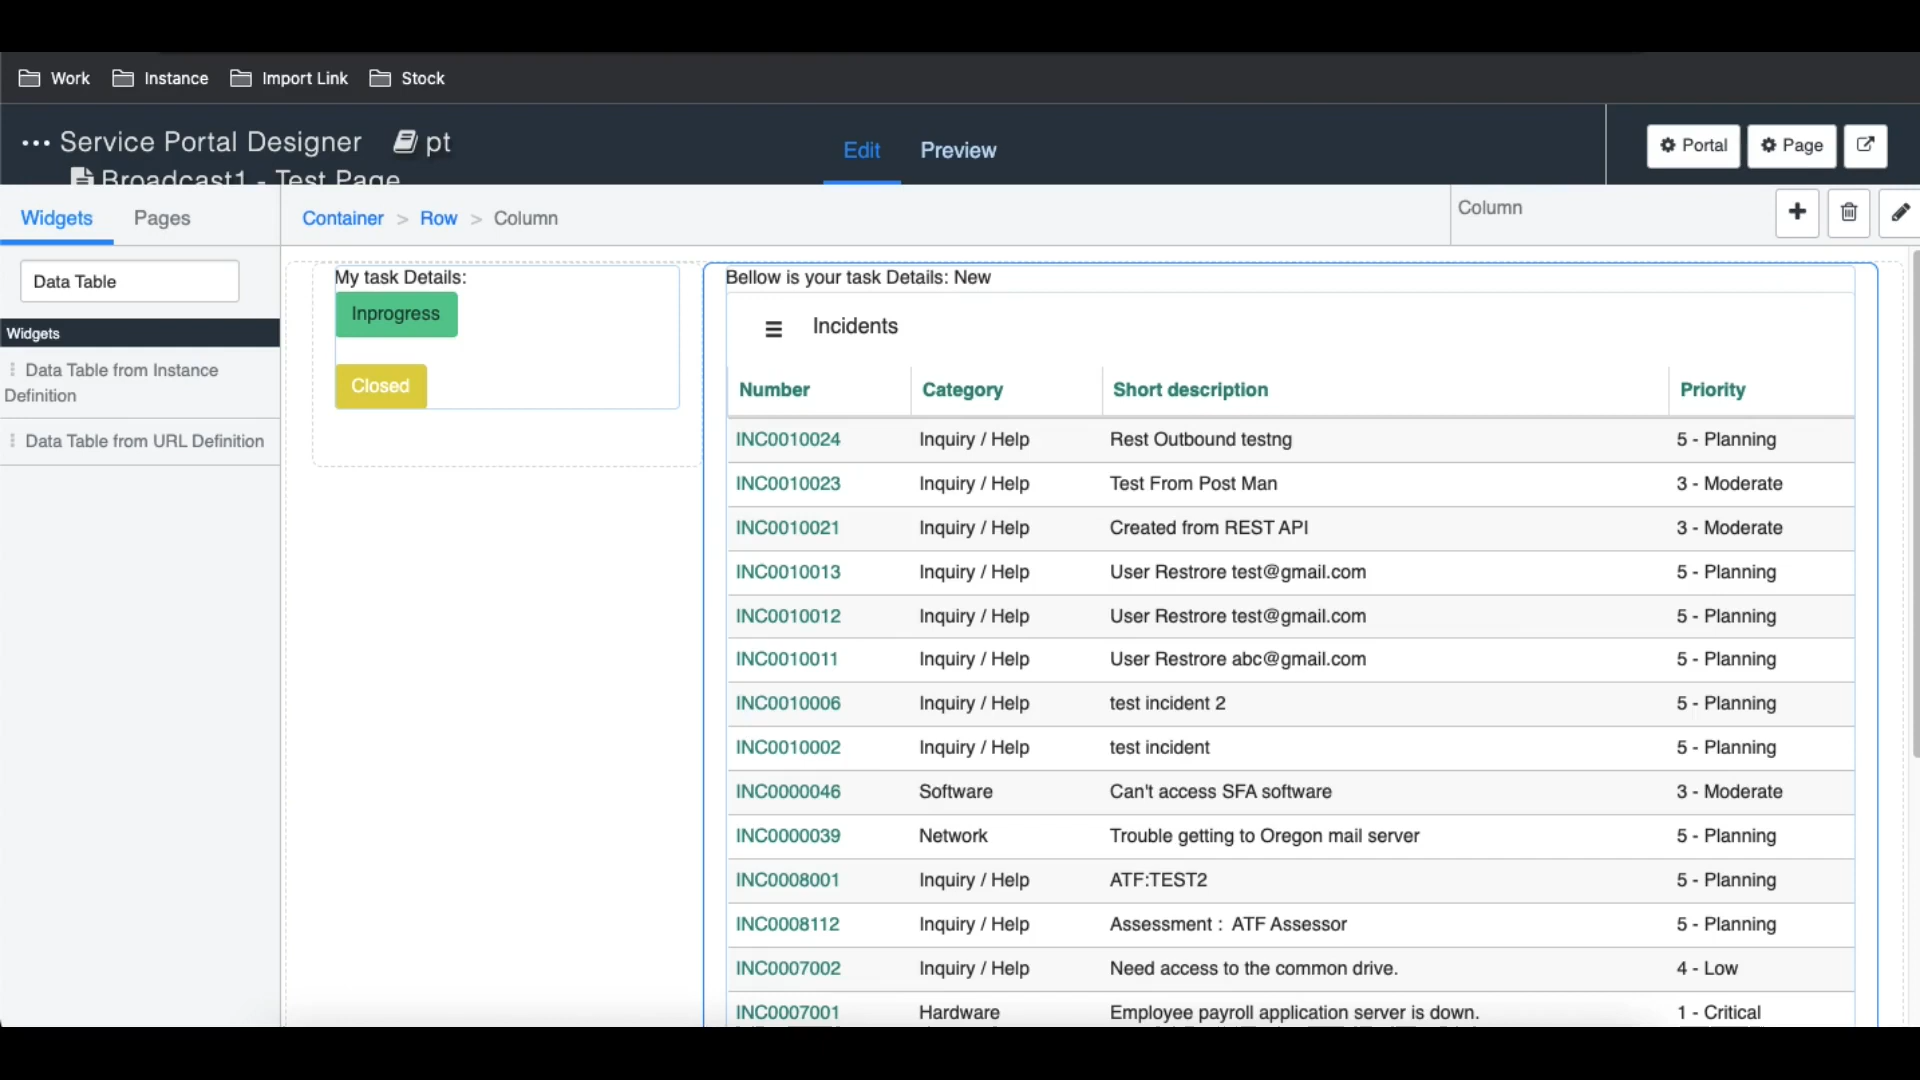 Work Instance Import Link Stock
Service Portal Designer pt
Edit Preview
Portal Page
Broadcast1 - Test Page
Widgets Pages
Container > Row > Column
Column
Data Table
Widgets
Data Table from Instance
Definition
Data Table from URL Definition
My task Details:
Inprogress
Closed
Bellow is your task Details: New
Incidents
Number Category Short description Priority
INC0010024 Inquiry / Help Rest Outbound testng 5 - Planning
INC0010023 Inquiry / Help Test From Post Man 3 - Moderate
INC0010021 Inquiry / Help Created from REST API 3 - Moderate
INC0010013 Inquiry / Help User Restrore test@gmail.com 5 - Planning
INC0010012 Inquiry / Help User Restrore test@gmail.com 5 - Planning
INC0010011 Inquiry / Help User Restrore abc@gmail.com 5 - Planning
INC0010006 Inquiry / Help test incident 2 5 - Planning
INC0010002 Inquiry / Help test incident 5 - Planning
INC0000046 Software Can't access SFA software 3 - Moderate
INC0000039 Network Trouble getting to Oregon mail server 5 - Planning
INC0008001 Inquiry / Help ATF:TEST2 5 - Planning
INC0008112 Inquiry / Help Assessment : ATF Assessor 5 - Planning
INC0007002 Inquiry / Help Need access to the common drive. 4 - Low
INC0007001 Hardware Employee payroll application server is down. 1 - Critical